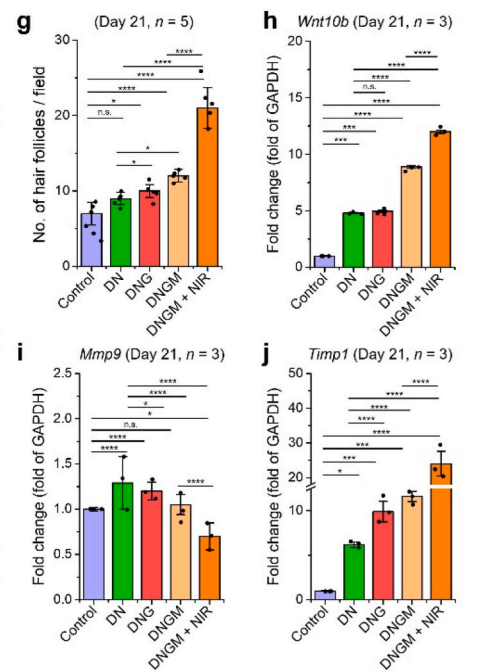 g
(Day 21, n = 5)
****
****
****
****
*
n.s.
*
*
No. of hair follicles / field
30
20
10
0
Control
DN
DNG
DNGM
DNGM + NIR
h
Wnt10b (Day 21, n = 3)
****
****
****
n.s.
****
****
***
***
Fold change (fold of GAPDH)
20
15
10
5
0
Control
DN
DNG
DNGM
DNGM + NIR
i
Mmp9 (Day 21, n = 3)
****
****
*
*
n.s.
****
****
****
Fold change (fold of GAPDH)
2.5
2.0
1.5
1.0
0.5
0.0
Control
DN
DNG
DNGM
DNGM + NIR
j
Timp1 (Day 21, n = 3)
****
****
****
****
****
***
***
*
Fold change (fold of GAPDH)
50
40
30
20
10
0
Control
DN
DNG
DNGM
DNGM + NIR